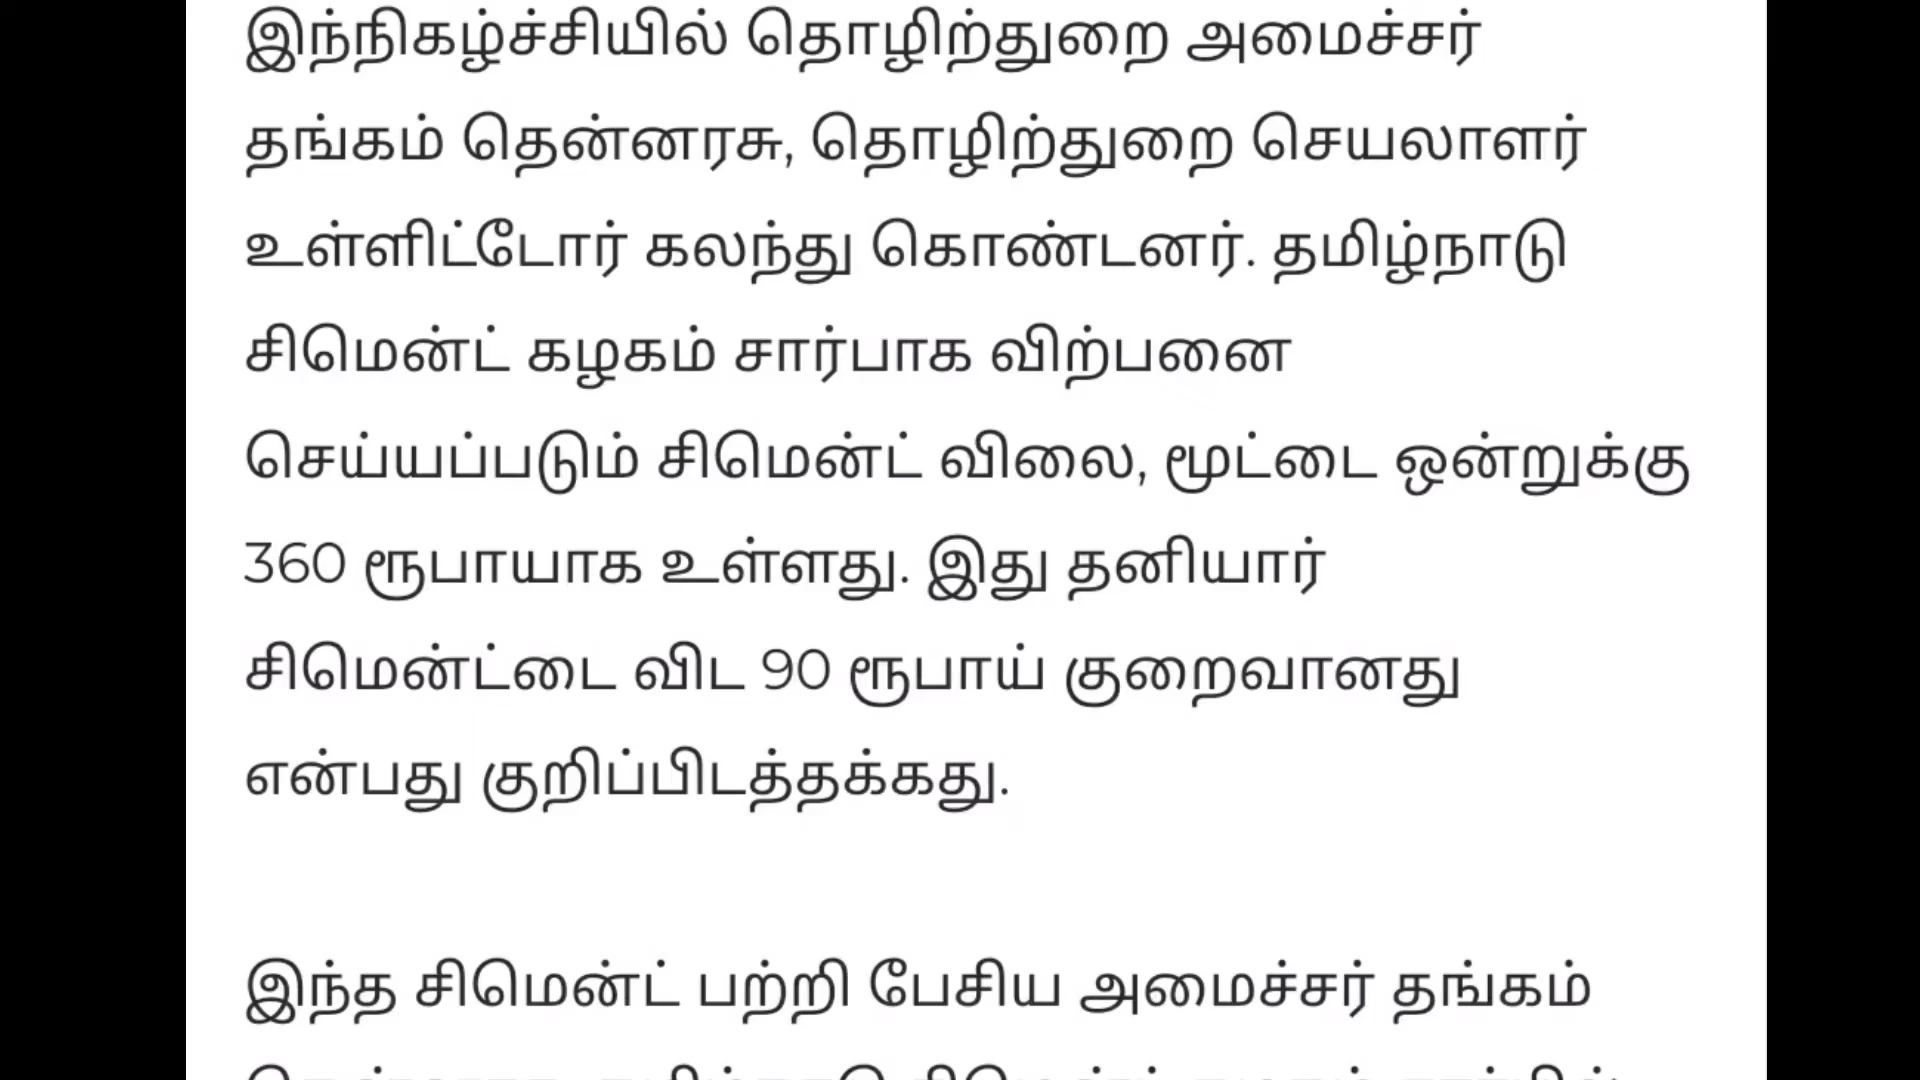 இந்நிகழ்ச்சியில் தொழிற்துறை அமைச்சர்
தங்கம் தென்னரசு, தொழிற்துறை செயலாளர்
உள்ளிட்டோர் கலந்து கொண்டனர். தமிழ்நாடு
சிமென்ட் கழகம் சார்பாக விற்பனை
செய்யப்படும் சிமென்ட் விலை, மூட்டை ஒன்றுக்கு
360 ரூபாயாக உள்ளது. இது தனியார்
சிமென்ட்டை விட 90 ரூபாய் குறைவானது
என்பது குறிப்பிடத்தக்கது.
இந்த சிமென்ட் பற்றி பேசிய அமைச்சர் தங்கம்